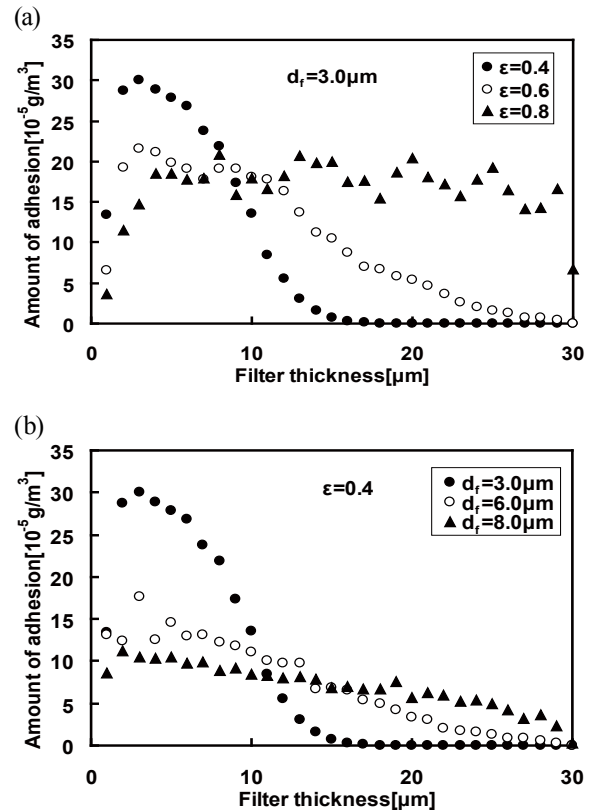 (a)
Amount of adhesion[10⁻⁵ g/m³]
35
30
25
20
15
10
5
0
d_f=3.0μm
ε=0.4
ε=0.6
ε=0.8
0 10 20 30
Filter thickness[μm]
(b)
Amount of adhesion[10⁻⁵ g/m³]
35
30
25
20
15
10
5
0
ε=0.4
d_f=3.0μm
d_f=6.0μm
d_f=8.0μm
0 10 20 30
Filter thickness[μm]